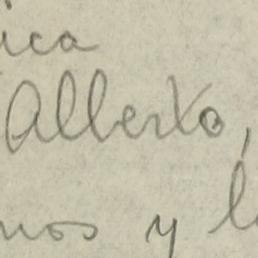 ica
Alberto,
nos y l